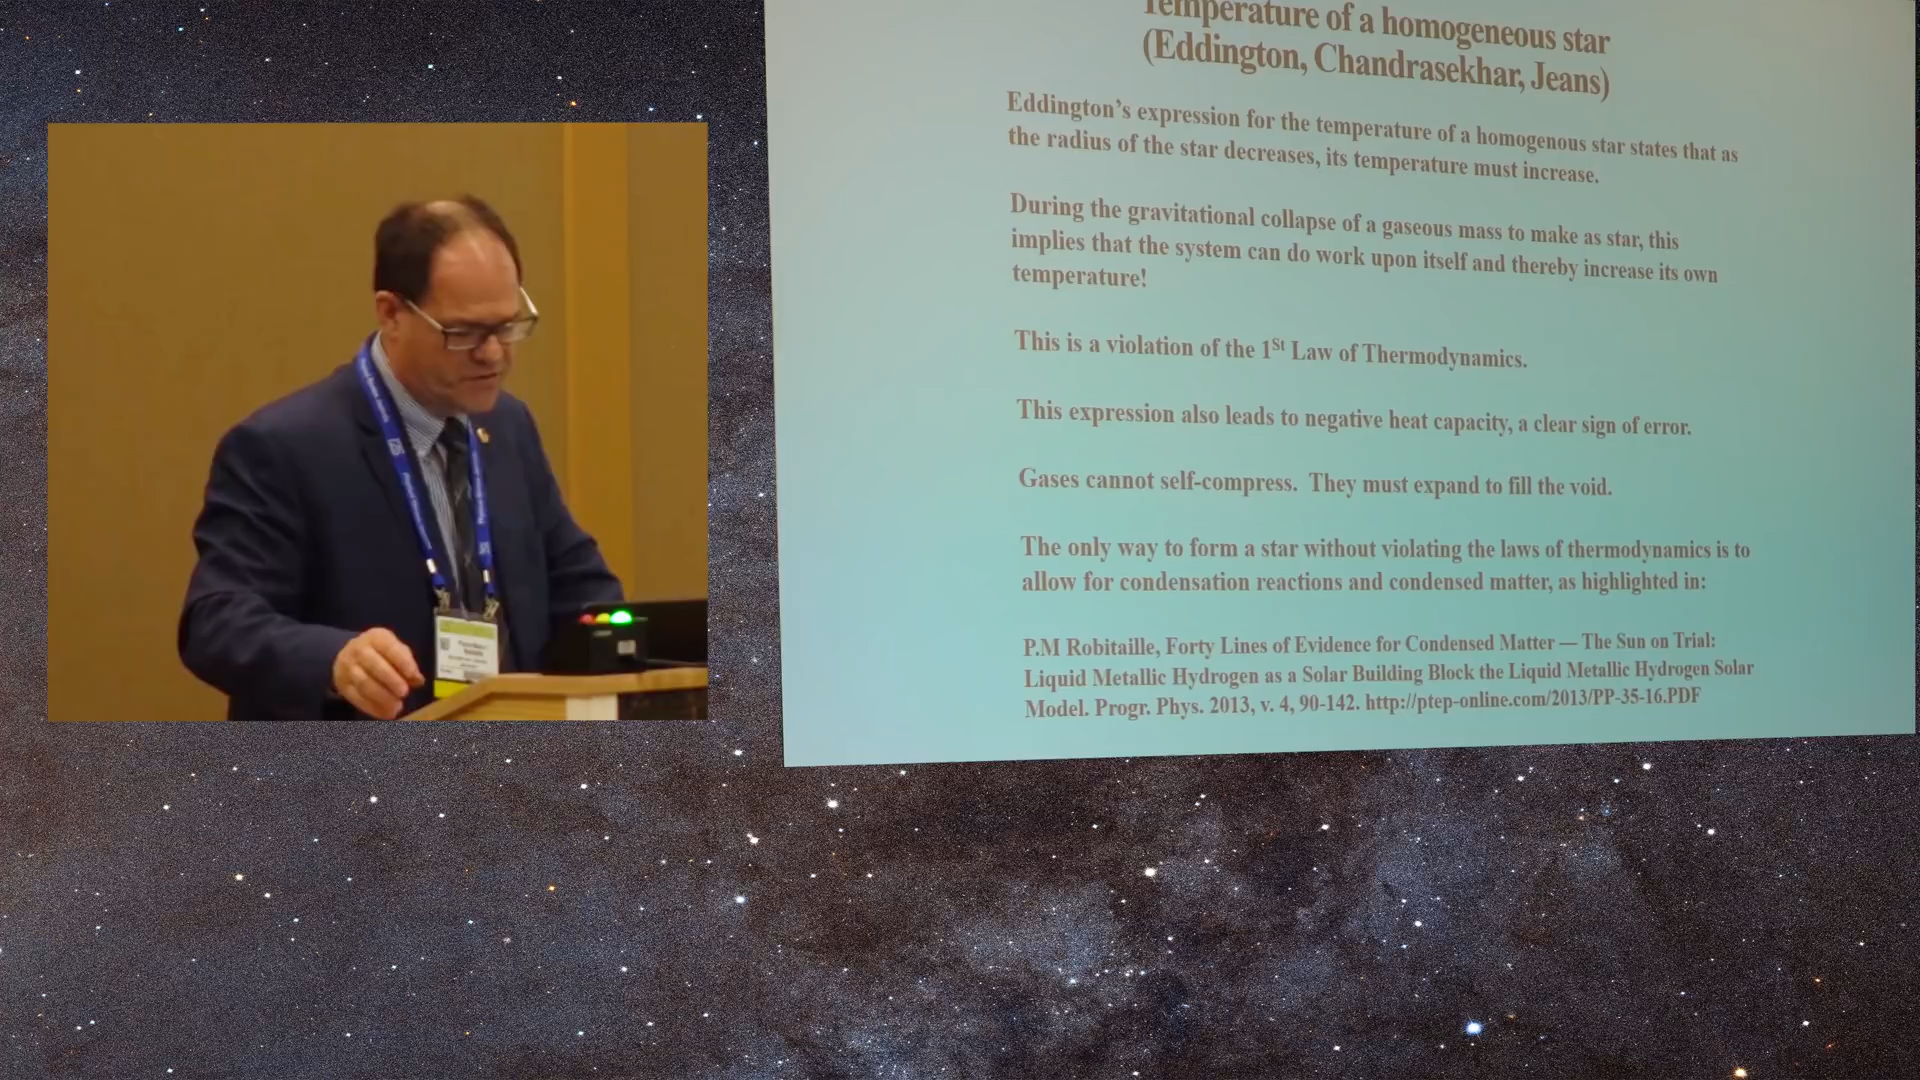 Temperature of a homogeneous star
(Eddington, Chandrasekhar, Jeans)
Eddington's expression for the temperature of a homogenous star states that as
the radius of the star decreases, its temperature must increase.
During the gravitational collapse of a gaseous mass to make as star, this
implies that the system can do work upon itself and thereby increase its own
temperature!
This is a violation of the 1St Law of Thermodynamics.
This expression also leads to negative heat capacity, a clear sign of error.
Gases cannot self-compress. They must expand to fill the void.
The only way to form a star without violating the laws of thermodynamics is to
allow for condensation reactions and condensed matter, as highlighted in:
P.M Robitaille, Forty Lines of Evidence for Condensed Matter — The Sun on Trial:
Liquid Metallic Hydrogen as a Solar Building Block the Liquid Metallic Hydrogen Solar
Model. Progr. Phys. 2013, v. 4, 90-142. http://ptep-online.com/2013/PP-35-16.PDF